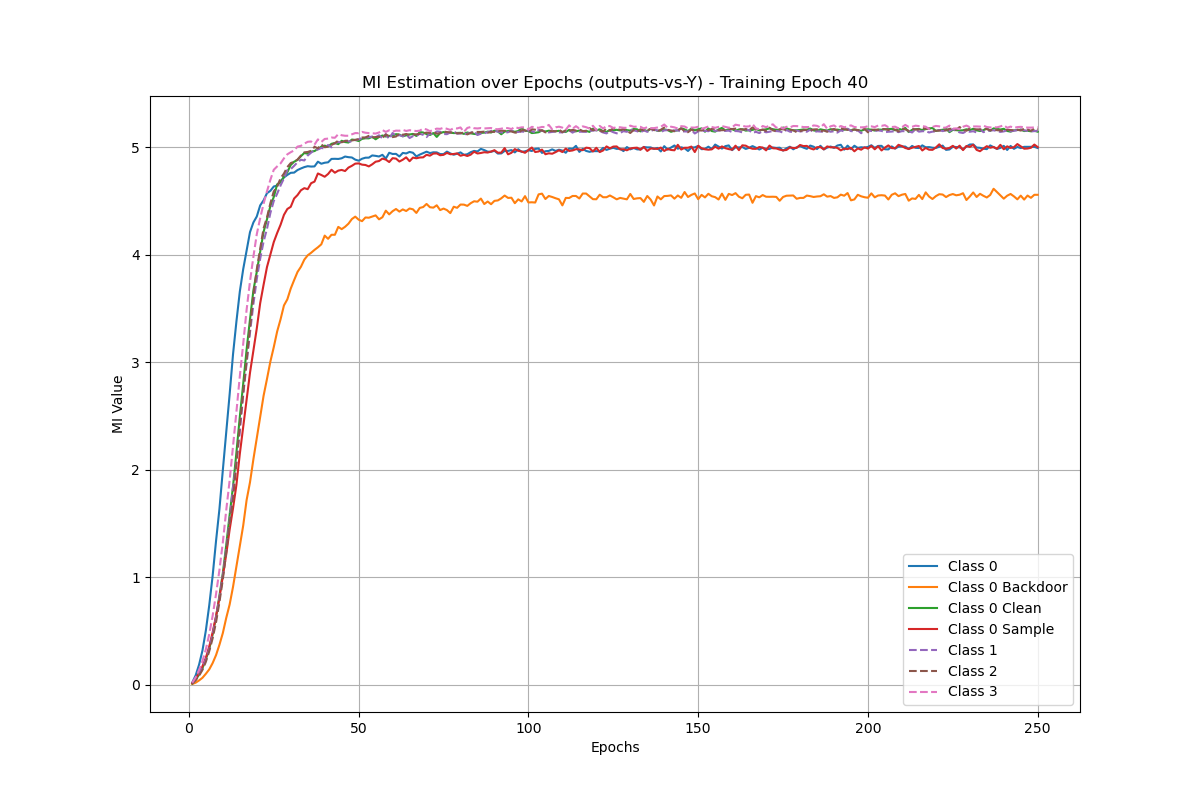 MI Estimation over Epochs (outputs-vs-Y) - Training Epoch 40
MI Value
5
4
3
2
1
0
0 50 100 150 200 250
Epochs
Class 0
Class 0 Backdoor
Class 0 Clean
Class 0 Sample
Class 1
Class 2
Class 3